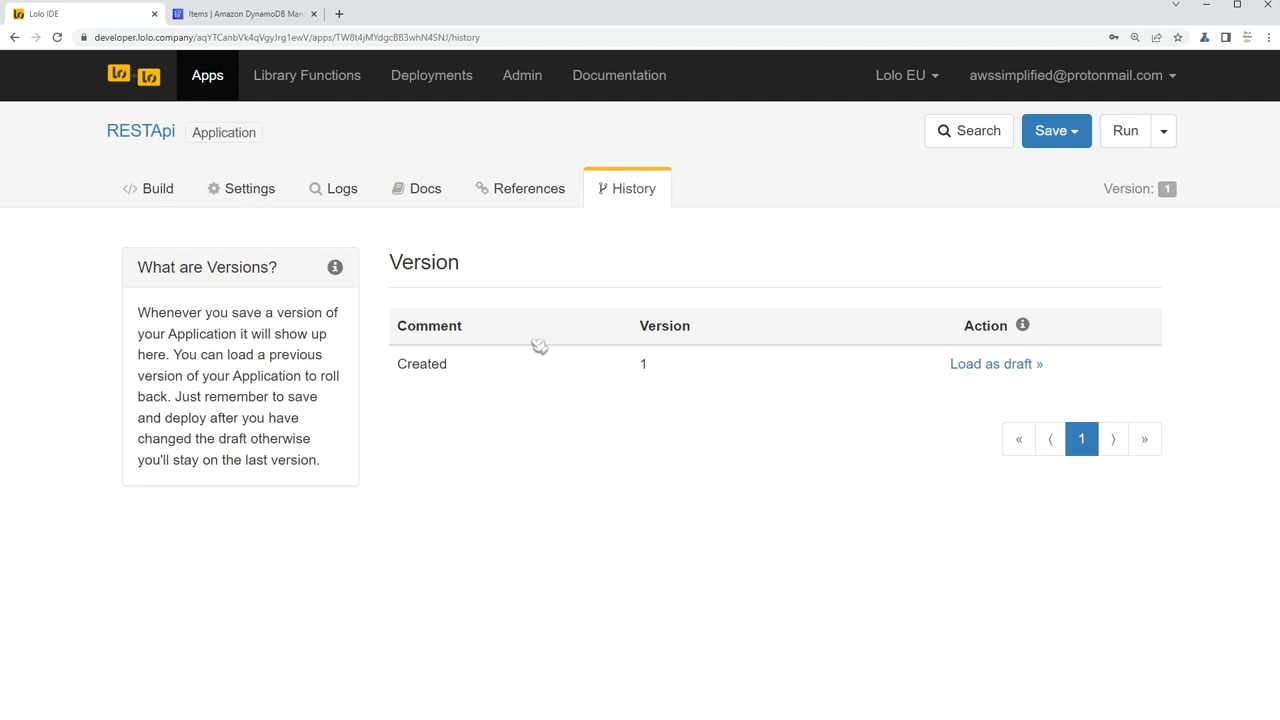 Lolo IDE
Items | Amazon DynamoDB Man
developer.lolo.company/aqYTCanbVk4qVgyJrg1ewV/apps/TW8t4jMYdgcBB3whN4SNJ/history
lo lo Apps Library Functions Deployments Admin Documentation Lolo EU awssimplified@protonmail.com
RESTApi Application Search Save Run
Build Settings Logs Docs References History Version: 1
What are Versions?
Whenever you save a version of
your Application it will show up
here. You can load a previous
version of your Application to roll
back. Just remember to save
and deploy after you have
changed the draft otherwise
you'll stay on the last version.
Version
Comment Version Action
Created 1 Load as draft »
« ⟨ 1 ⟩ »